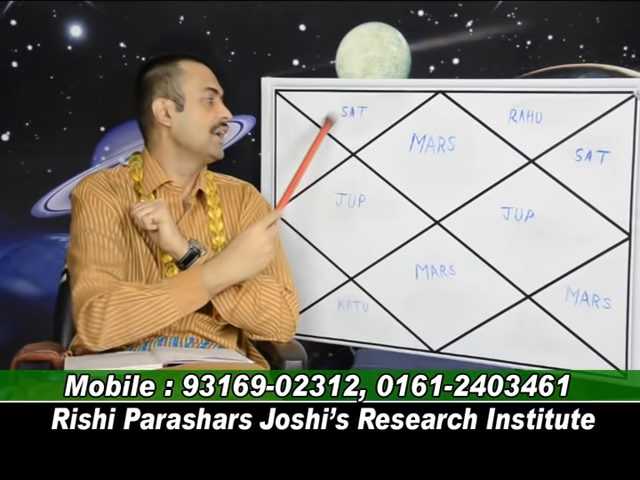 SAT
RAHU
MARS
SAT
JUP
JUP
MARS
MARS
KATU
Mobile : 93169-02312, 0161-2403461
Rishi Parashars Joshi's Research Institute